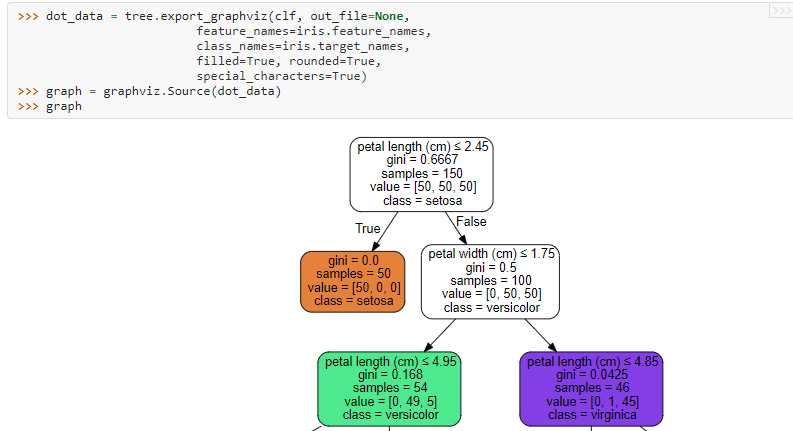 >>>
>>> dot_data = tree.export_graphviz(clf, out_file=None,
feature_names=iris.feature_names,
class_names=iris.target_names,
filled=True, rounded=True,
special_characters=True)
>>> graph = graphviz.Source(dot_data)
>>> graph
petal length (cm) ≤ 2.45
gini = 0.6667
samples = 150
value = [50, 50, 50]
class = setosa
True
False
gini = 0.0
samples = 50
value = [50, 0, 0]
class = setosa
petal width (cm) ≤ 1.75
gini = 0.5
samples = 100
value = [0, 50, 50]
class = versicolor
petal length (cm) ≤ 4.95
gini = 0.168
samples = 54
value = [0, 49, 5]
class = versicolor
petal length (cm) ≤ 4.85
gini = 0.0425
samples = 46
value = [0, 1, 45]
class = virginica